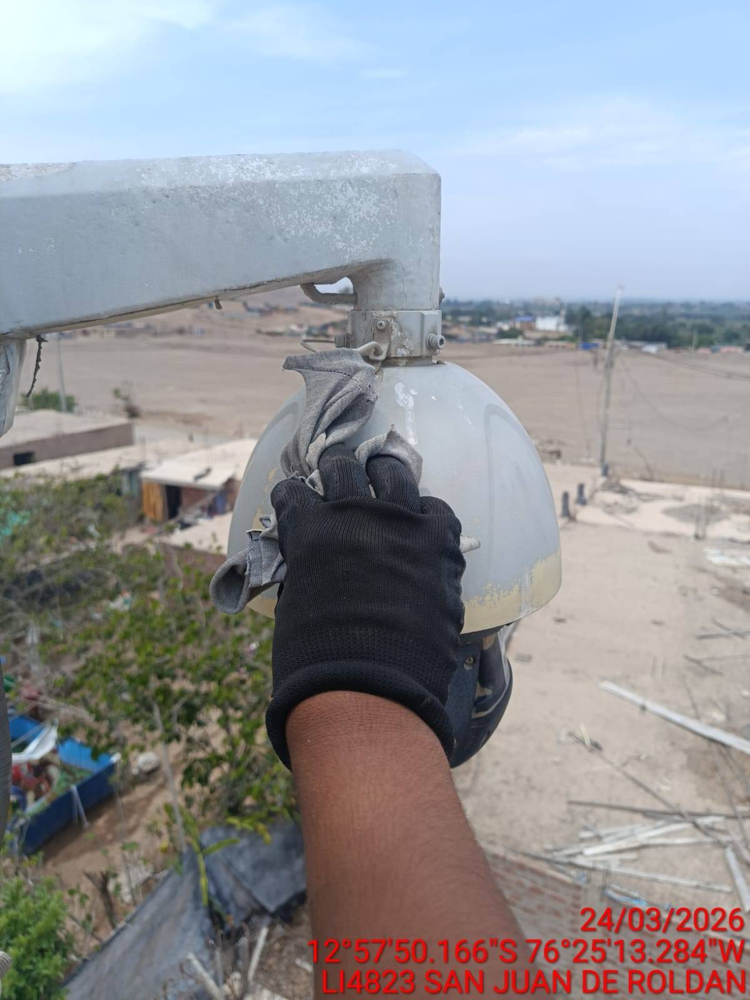 24/03/2026
12°57'50.166"S 76°25'13.284"W
LI4823 SAN JUAN DE ROLDAN